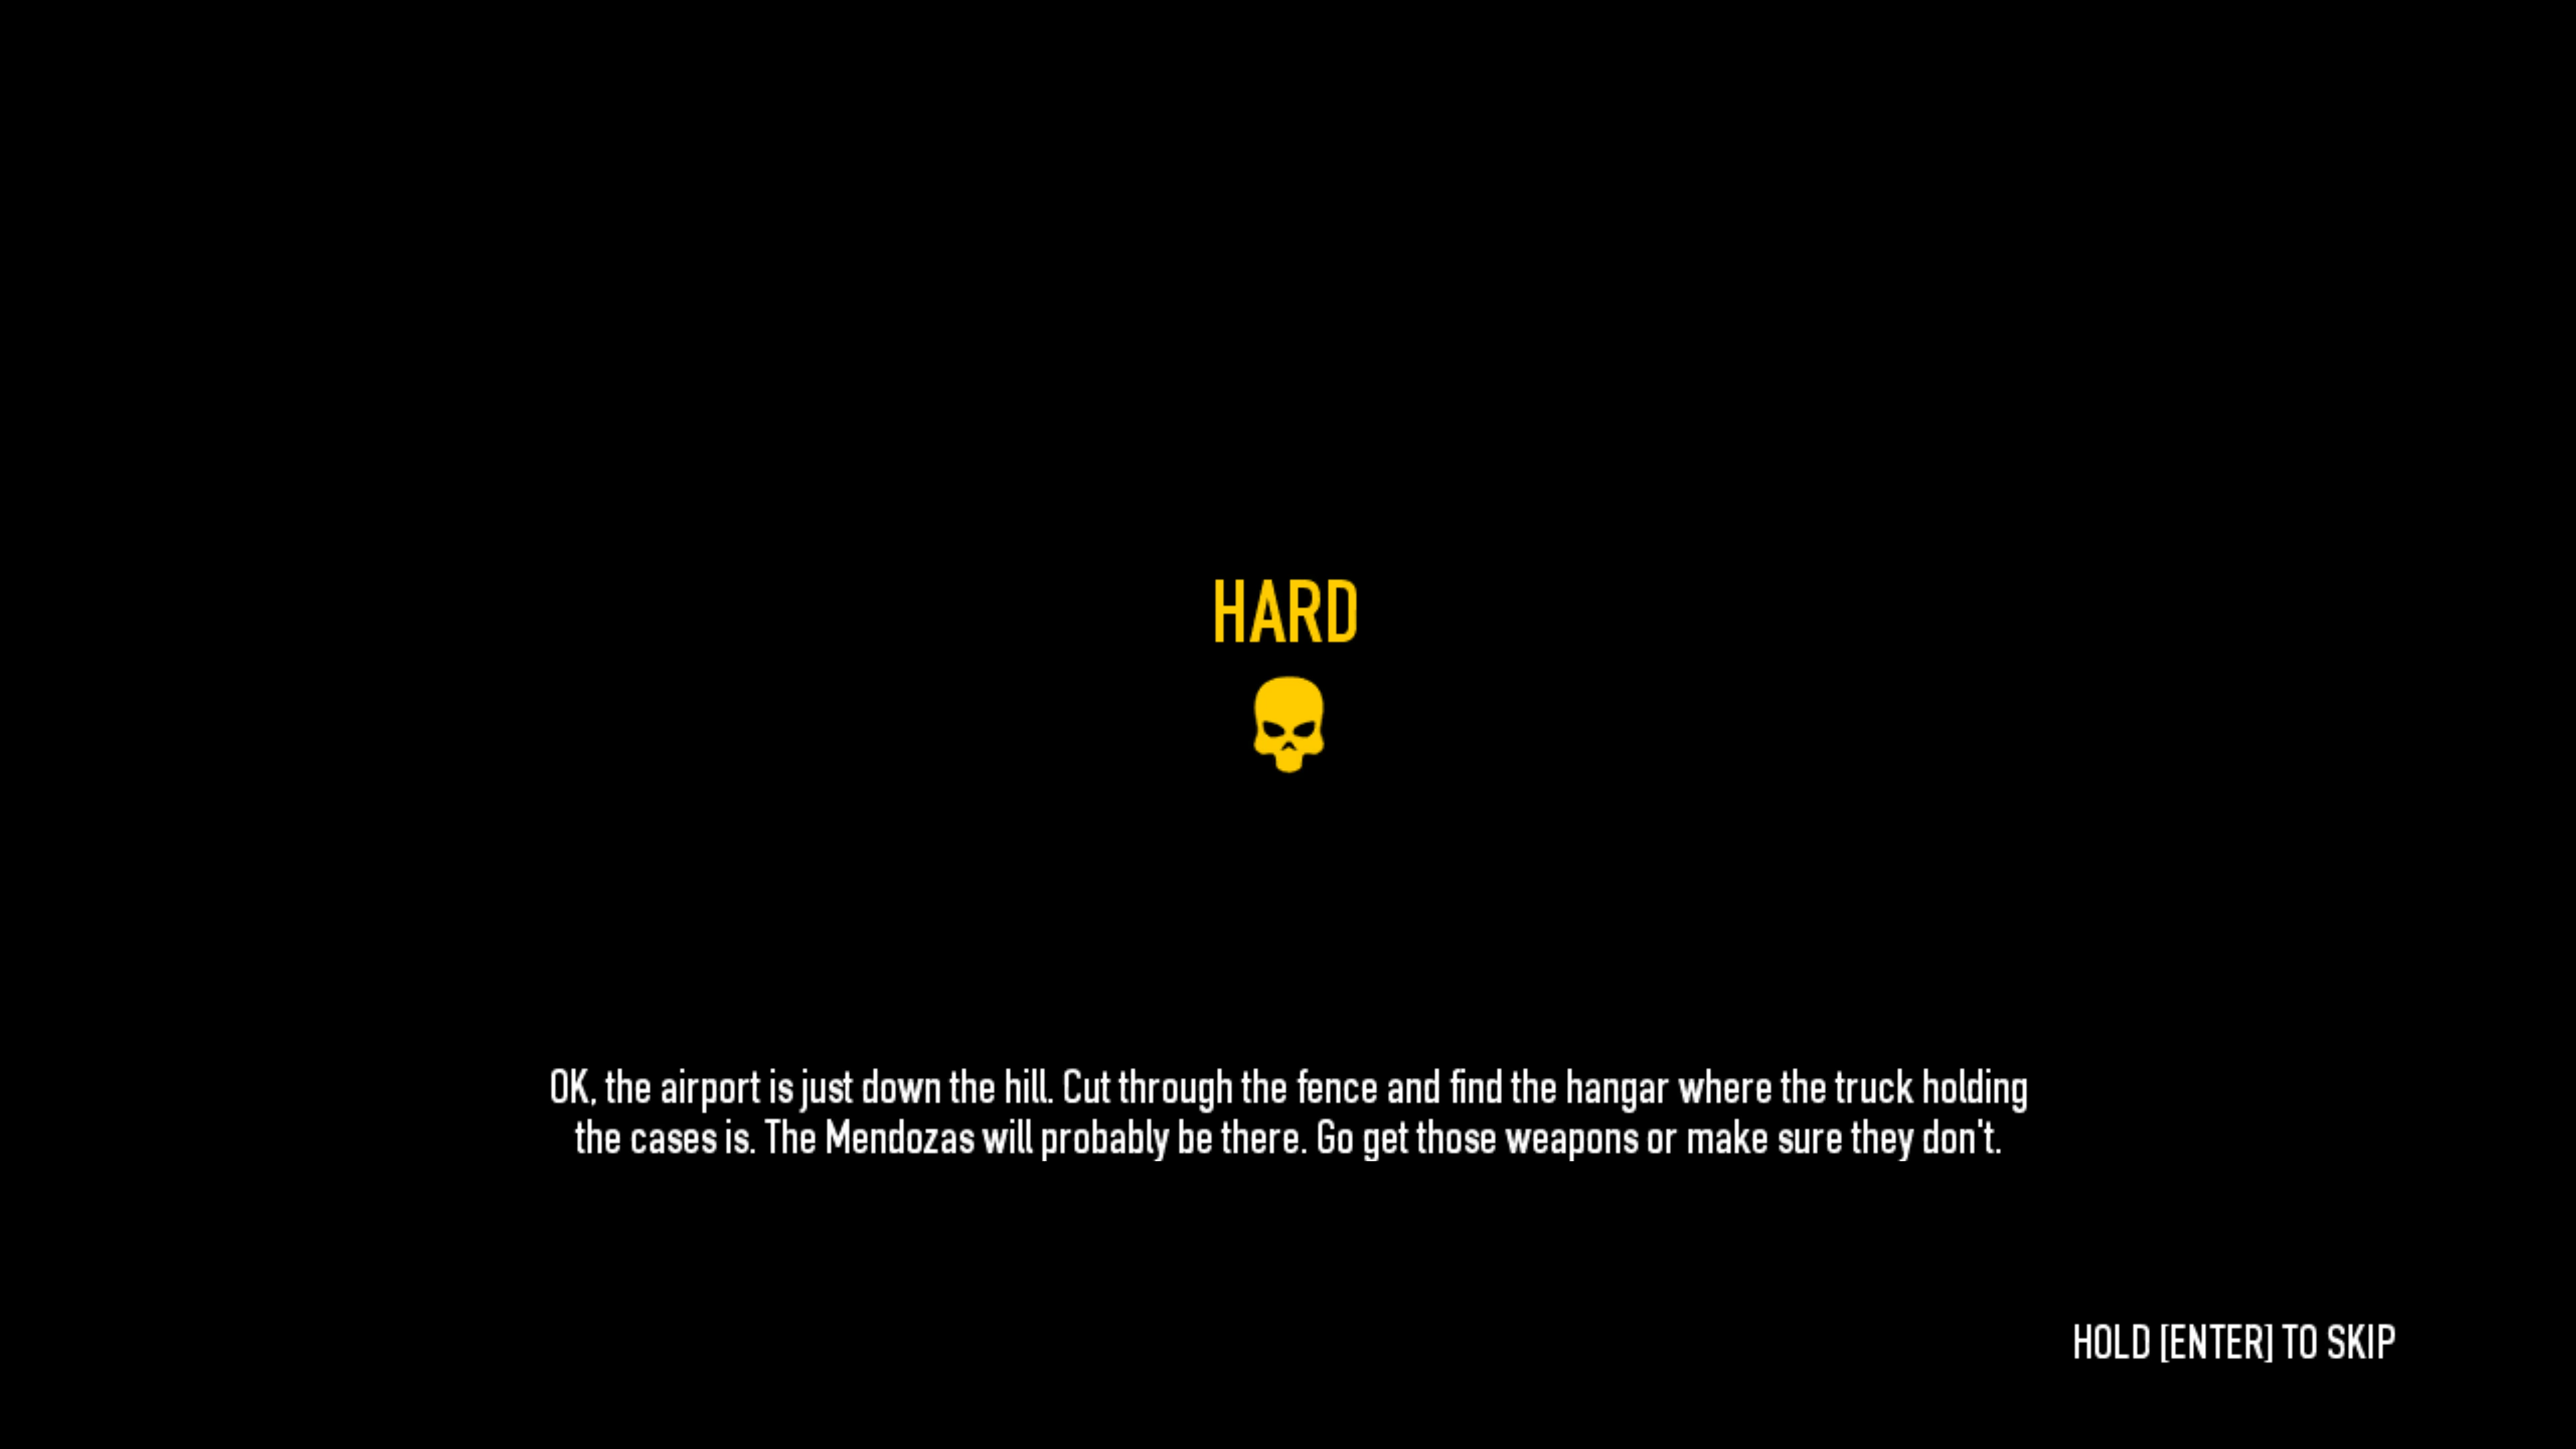 HARD
OK, the airport is just down the hill. Cut through the fence and find the hangar where the truck holding
the cases is. The Mendozas will probably be there. Go get those weapons or make sure they don't.
HOLD [ENTER] TO SKIP